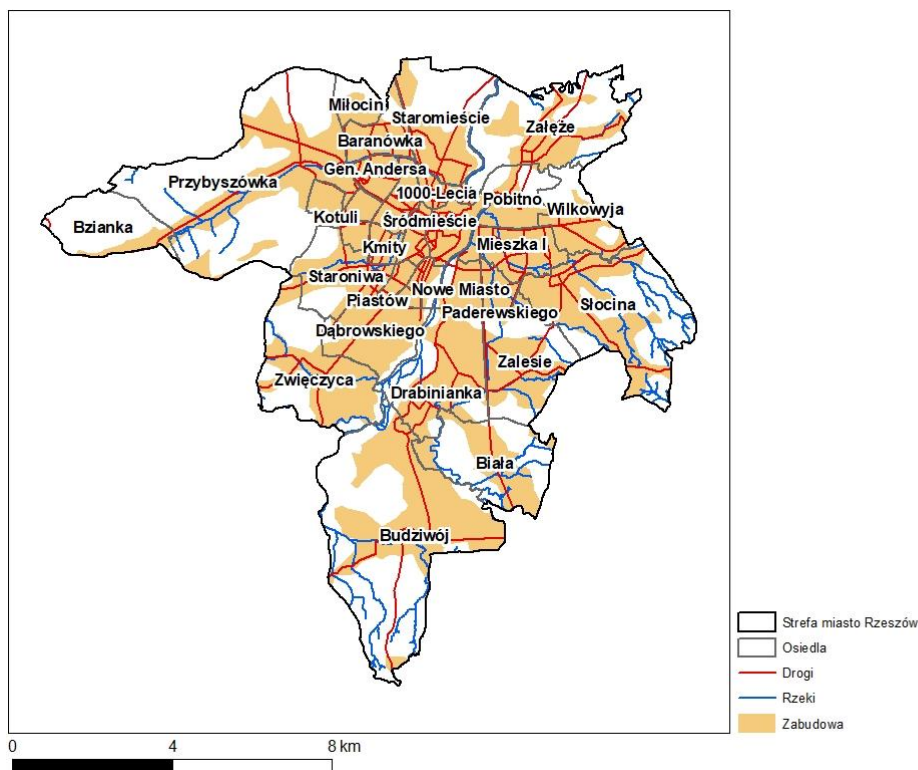 Miłocin
Staromieście
Załęże
Baranówka
Gen. Andersa
Przybyszówka
1000-Lecia
Pobitno
Wilkowyja
Bzianka
Kotuli
Śródmieście
Kmity
Mieszka I
Staroniwa
Nowe Miasto
Słocina
Piastów
Paderewskiego
Dąbrowskiego
Zalesie
Zwięczyca
Drabinianka
Biała
Budziwój
Strefa miasto Rzeszów
Osiedla
Drogi
Rzeki
Zabudowa
0 4 8 km